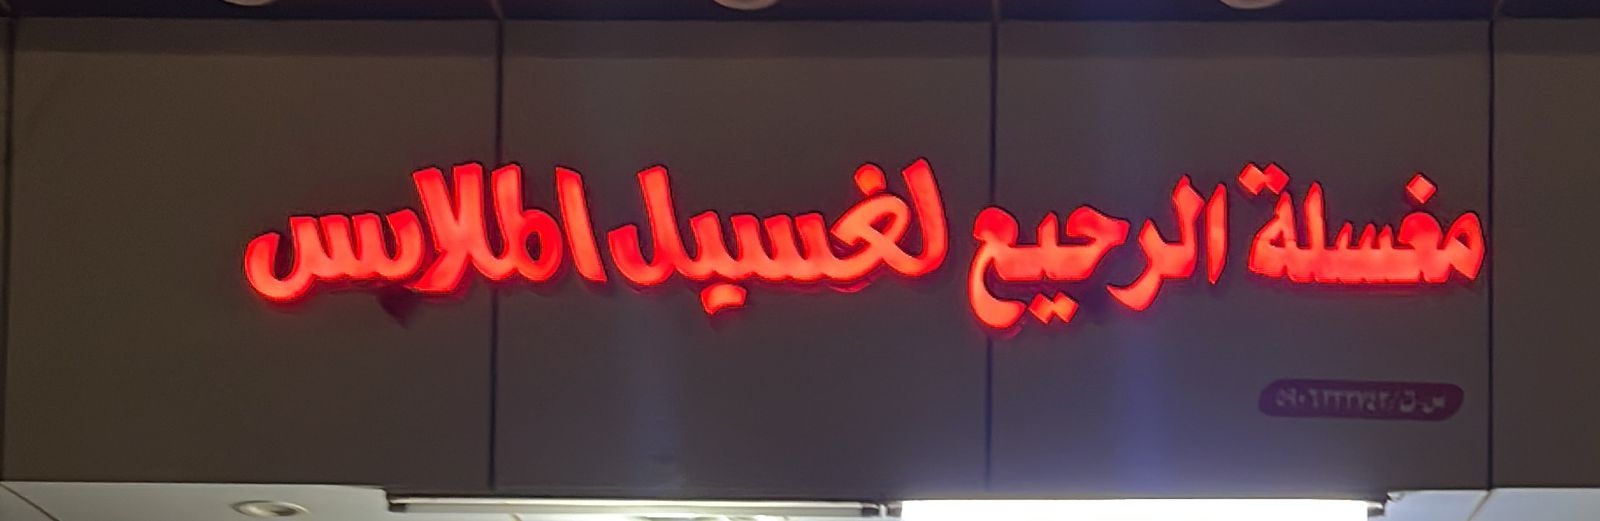 مغسلة الرحيع لغسيل الملابس